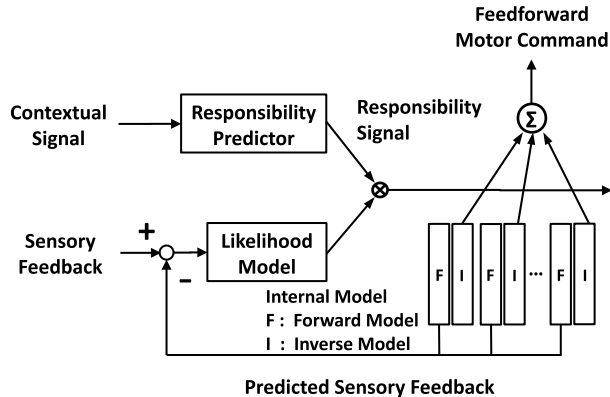 Feedforward
Motor Command
Contextual
Signal
Responsibility
Predictor
Responsibility
Signal
Σ
Sensory
Feedback
+
−
Likelihood
Model
F I F I ... F I
Internal Model
F : Forward Model
I : Inverse Model
Predicted Sensory Feedback